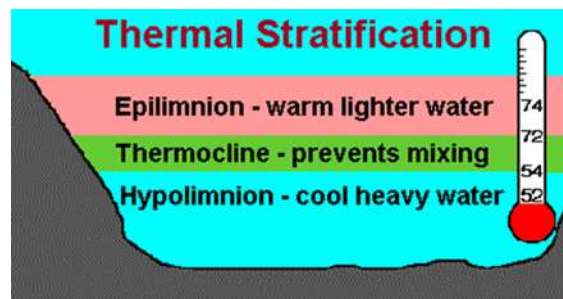 Thermal Stratification
Epilimnion - warm lighter water
74
72
Thermocline - prevents mixing
54
Hypolimnion - cool heavy water
52